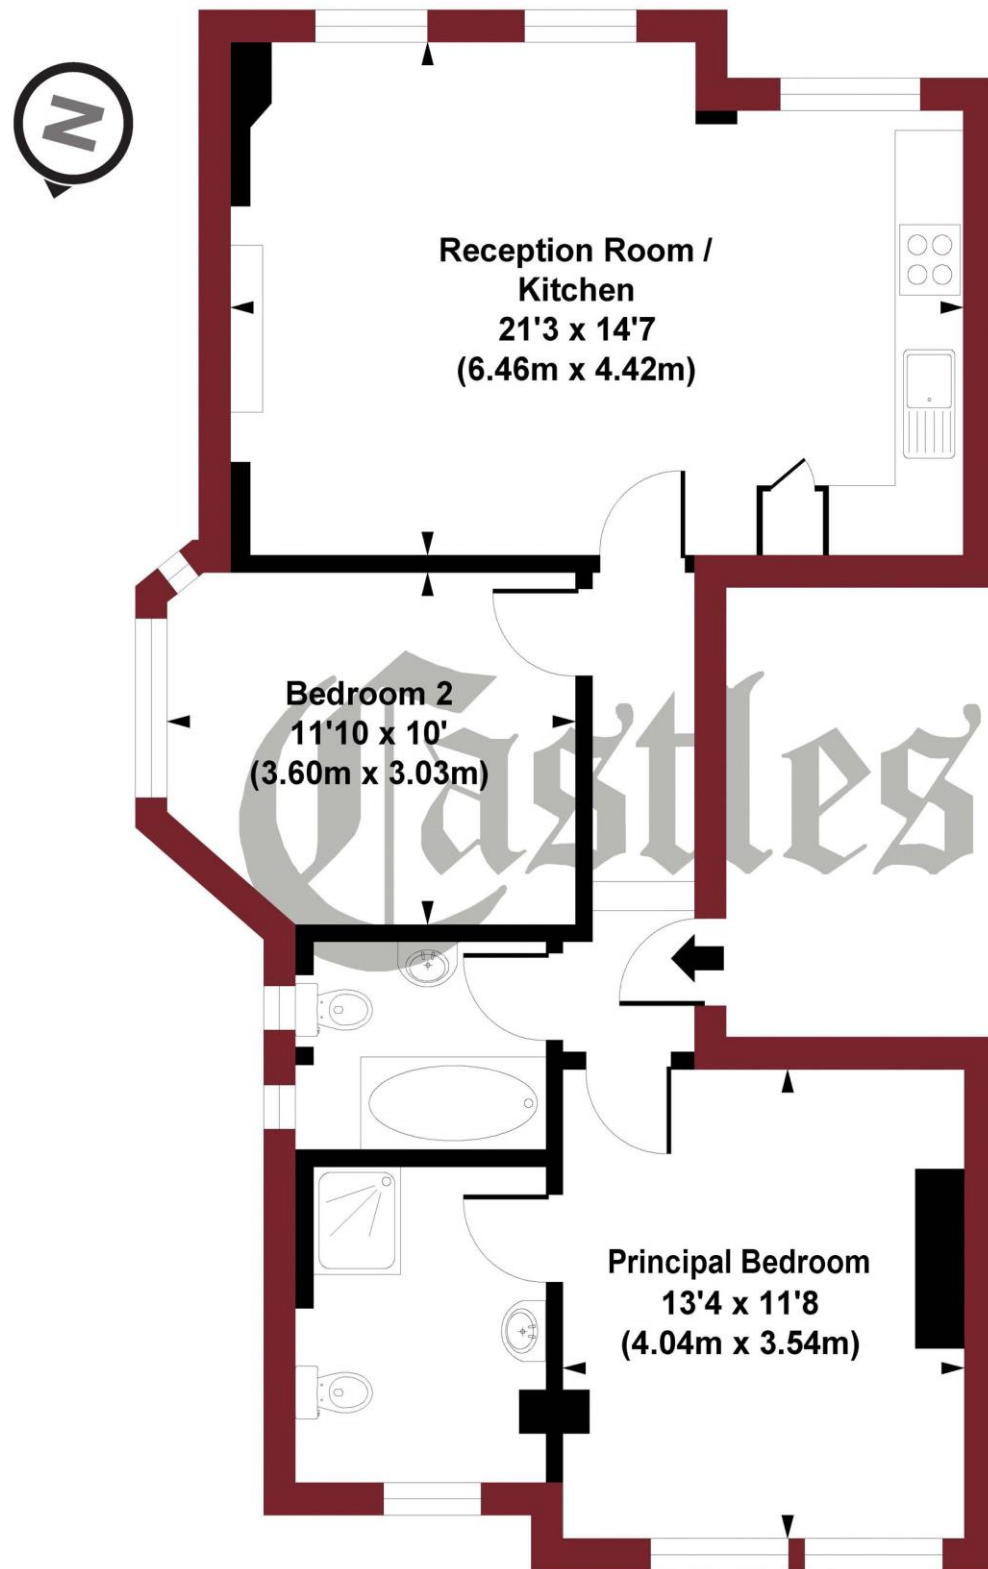 N
Reception Room /
Kitchen
21'3 x 14'7
(6.46m x 4.42m)
Bedroom 2
11'10 x 10'
(3.60m x 3.03m)
Castles
Principal Bedroom
13'4 x 11'8
(4.04m x 3.54m)